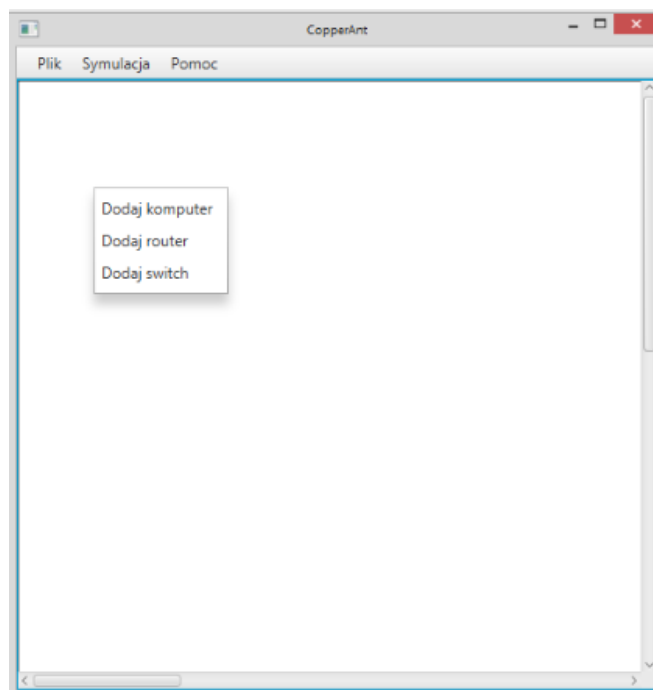 CopperAnt
Plik Symulacja Pomoc
Dodaj komputer
Dodaj router
Dodaj switch